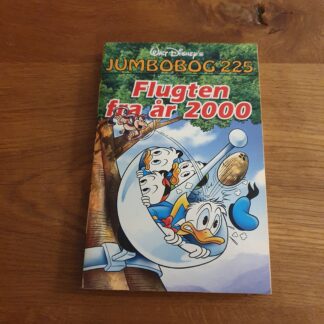 WALT DISNEY'S
JUMBOBOG 225
Flugten
fra år 2000